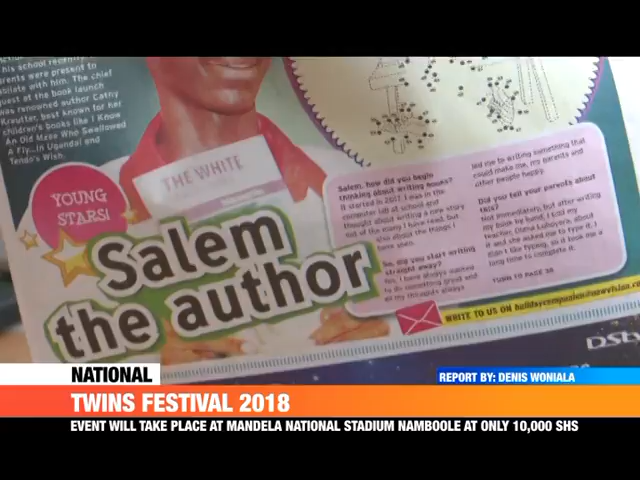 his school recently
parents were present to
with him. The chief
guest at the book launch
was renowned author Cathy
Kreutter, best known for her
children's books like I Know
An Old Mzee Who Swallowed
A Fly...in Uganda! and
Tendo's Wish.
YOUNG
STARS!
THE WHITE
Salem
the author
Salem, how did you begin
thinking about writing books?
It started in 2017. I was in the
computer lab at school and
thought about writing a new story
not of the many I have read, but
also about the things I
have seen.
So, did you start writing
straight away?
Yes, I have always wanted
to do something great and
all my thoughts always
led me to writing something that
could make me, my parents and
other people happy.
Did you tell your parents about
this?
Not immediately, but after writing
my book by hand, I told my
teacher, about
it and she asked me to type it. I
didn't like typing, so it took me a
long time to complete it.
TURN TO PAGE
WRITE TO US ON
DStv
NATIONAL
REPORT BY: DENIS WONIALA
TWINS FESTIVAL 2018
EVENT WILL TAKE PLACE AT MANDELA NATIONAL STADIUM NAMBOOLE AT ONLY 10,000 SHS